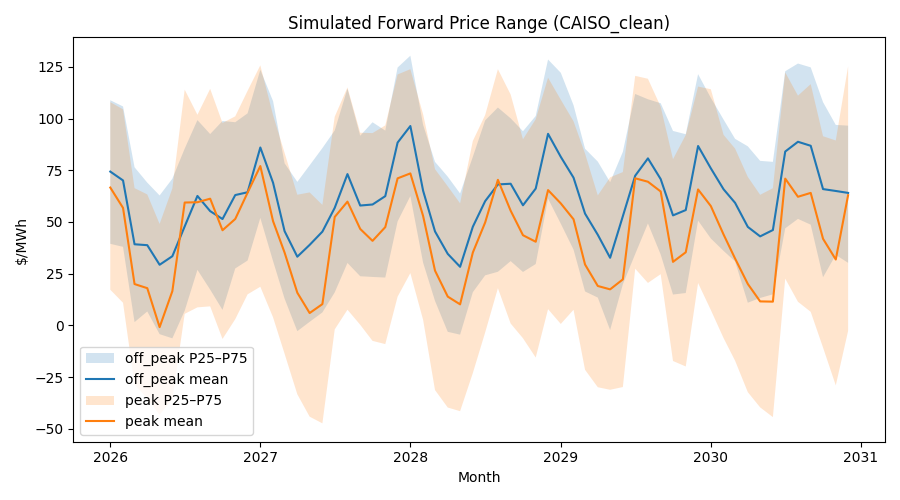 Simulated Forward Price Range (CAISO_clean)
$/MWh
125
100
75
50
25
0
−25
−50
off_peak P25–P75
off_peak mean
peak P25–P75
peak mean
2026 2027 2028 2029 2030 2031
Month